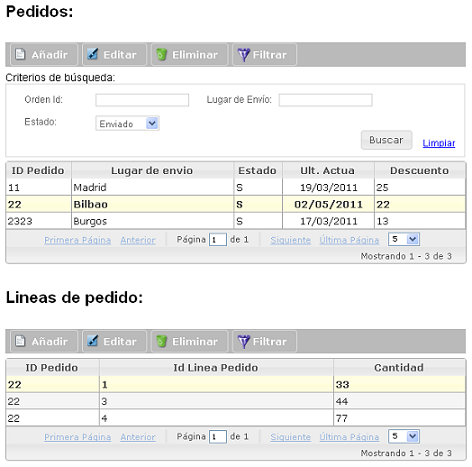 Pedidos:
Añadir Editar Eliminar Filtrar
Criterios de búsqueda:
Orden Id: Lugar de Envío:
Estado: Enviado
Buscar Limpiar
ID Pedido Lugar de envio Estado Ult. Actua Descuento
11 Madrid S 19/03/2011 25
22 Bilbao S 02/05/2011 22
2323 Burgos S 17/03/2011 13
Primera Página Anterior Página 1 de 1 Siguiente Última Página 5
Mostrando 1 - 3 de 3
Lineas de pedido:
Añadir Editar Eliminar Filtrar
ID Pedido Id Linea Pedido Cantidad
22 1 33
22 3 44
22 4 77
Primera Página Anterior Página 1 de 1 Siguiente Última Página 5
Mostrando 1 - 3 de 3